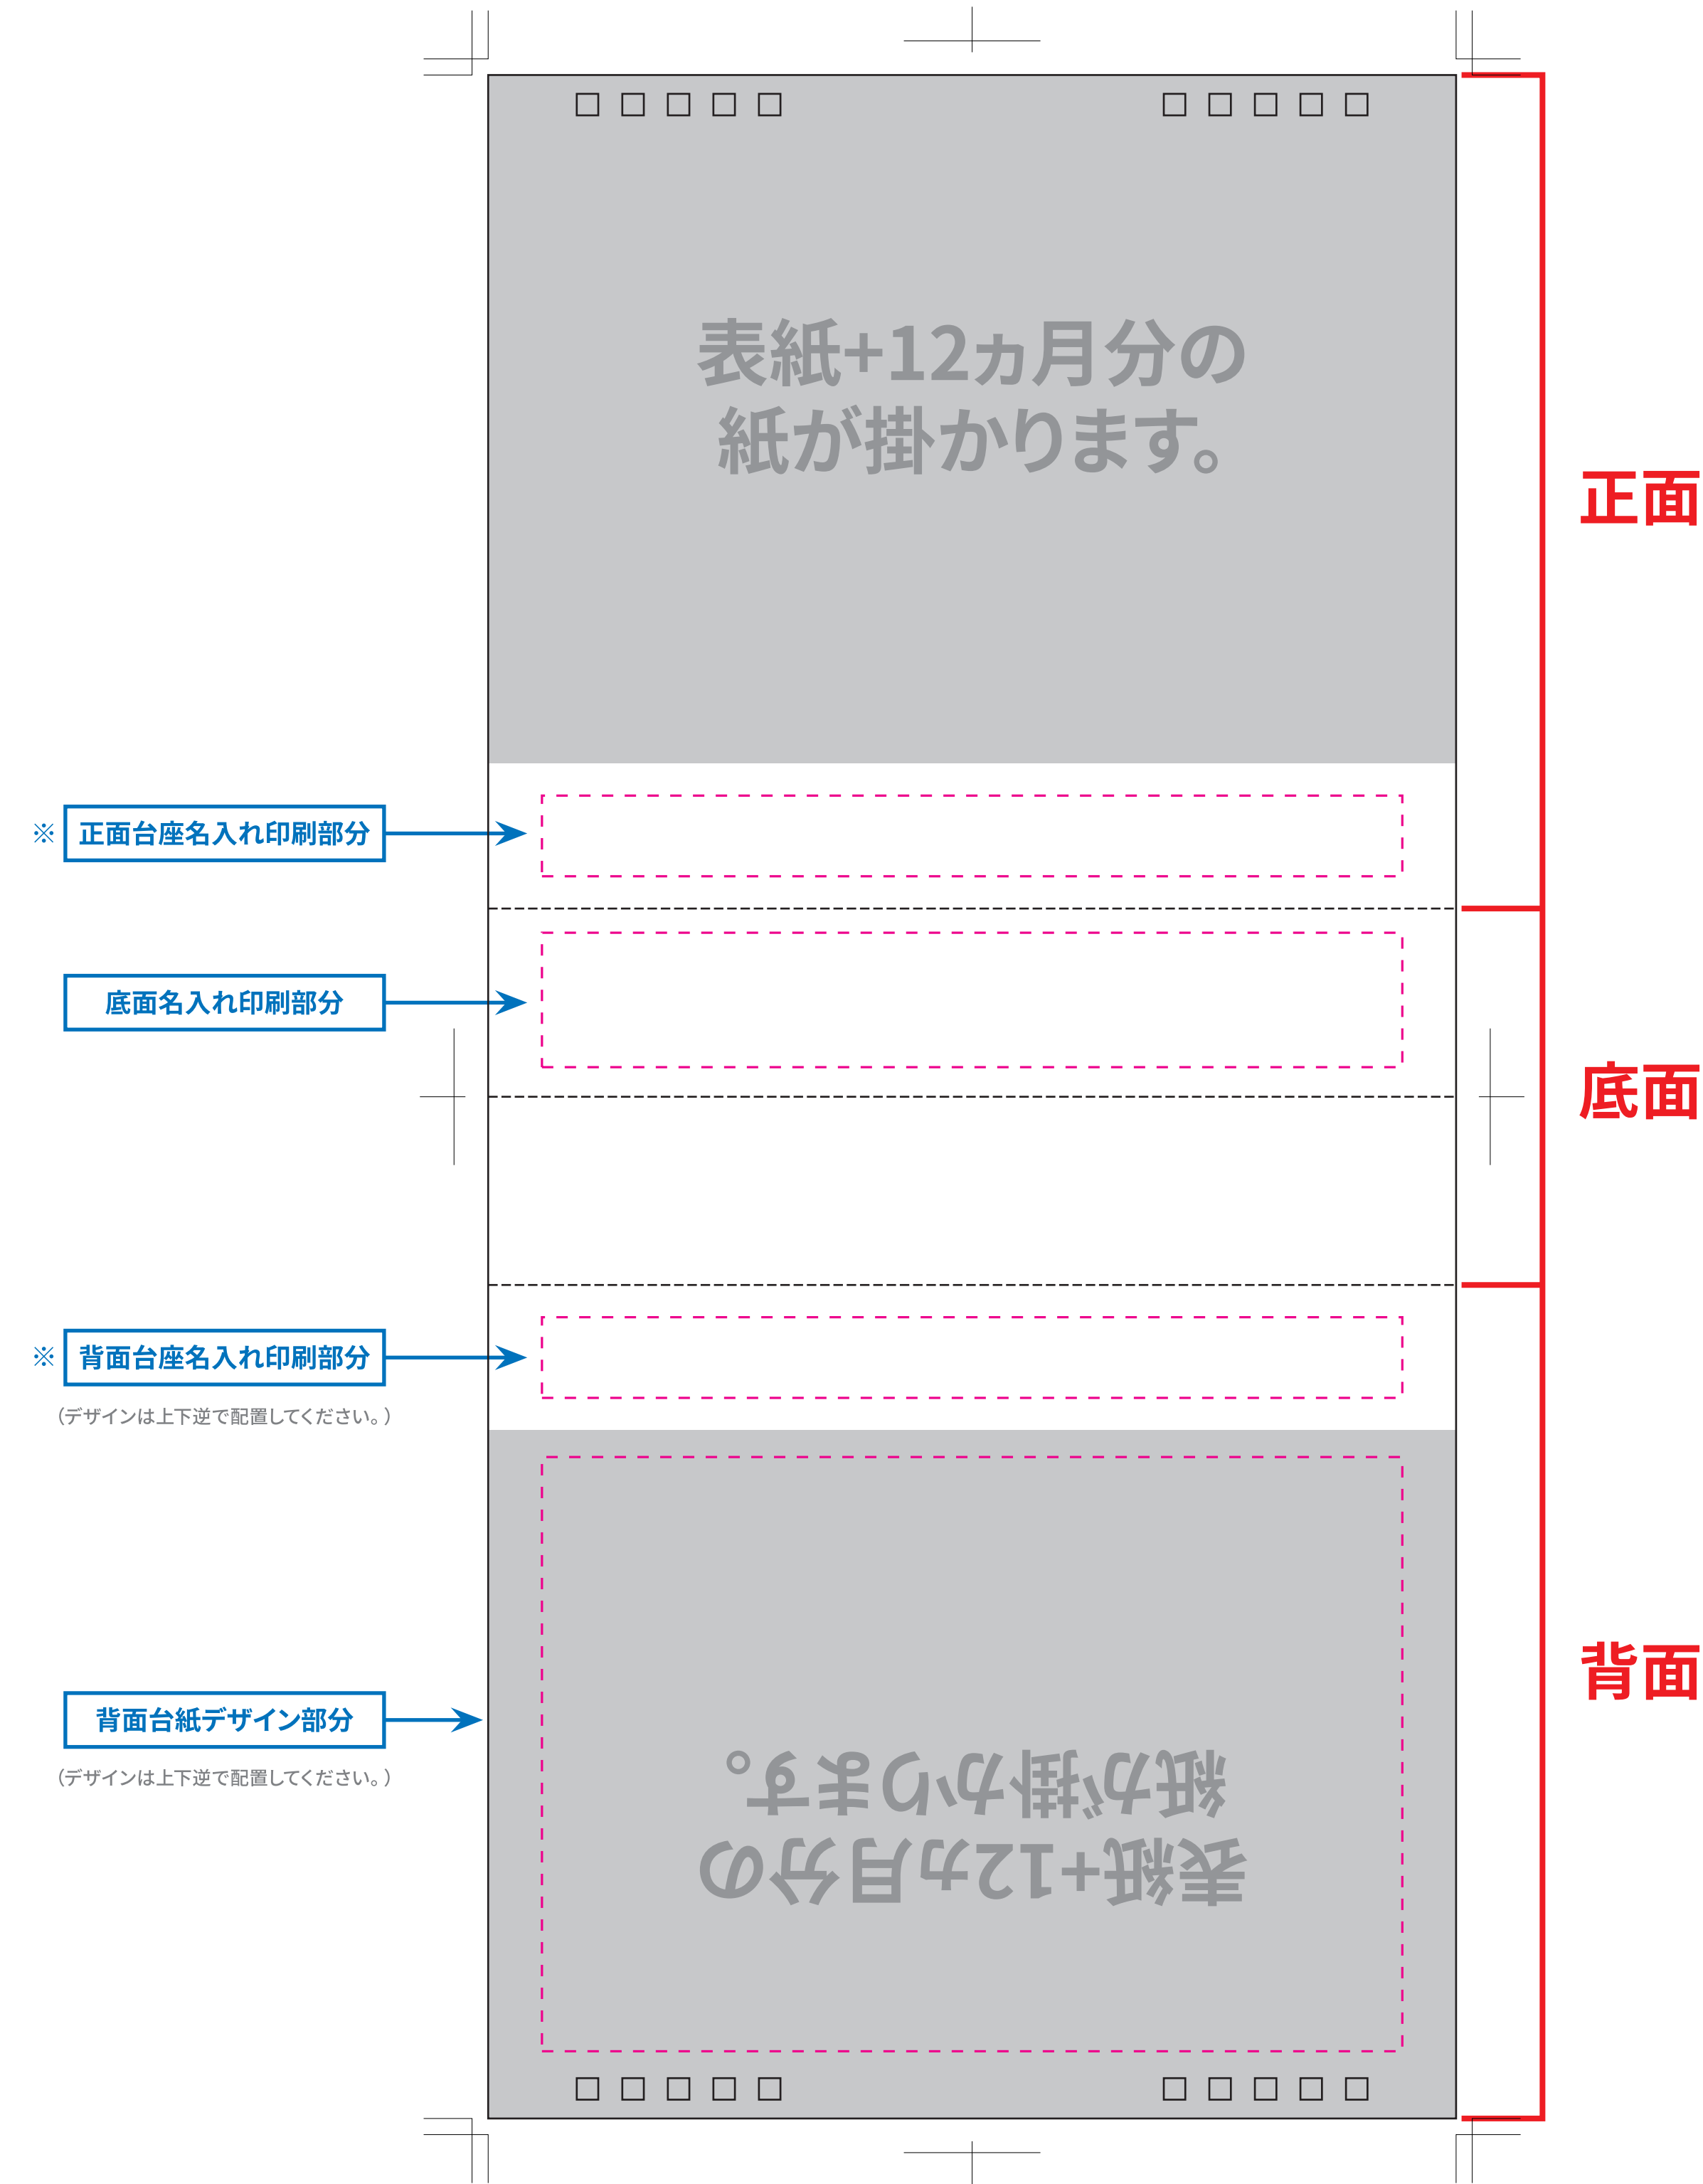 表紙+12ヵ月分の
紙が掛かります。
正面
※ 正面台座名入れ印刷部分
底面名入れ印刷部分
底面
※ 背面台座名入れ印刷部分
(デザインは上下逆で配置してください。)
背面
背面台紙デザイン部分
(デザインは上下逆で配置してください。)
表紙+12ヵ月分の
紙が掛かります。